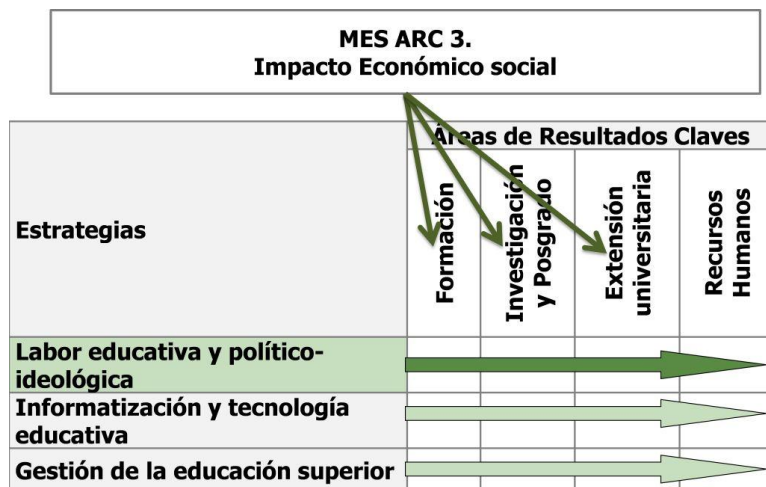 MES ARC 3.
Impacto Económico social
Áreas de Resultados Claves
Estrategias
Formación
Investigación
y Posgrado
Extensión
universitaria
Recursos
Humanos
Labor educativa y político-
ideológica
Informatización y tecnología
educativa
Gestión de la educación superior